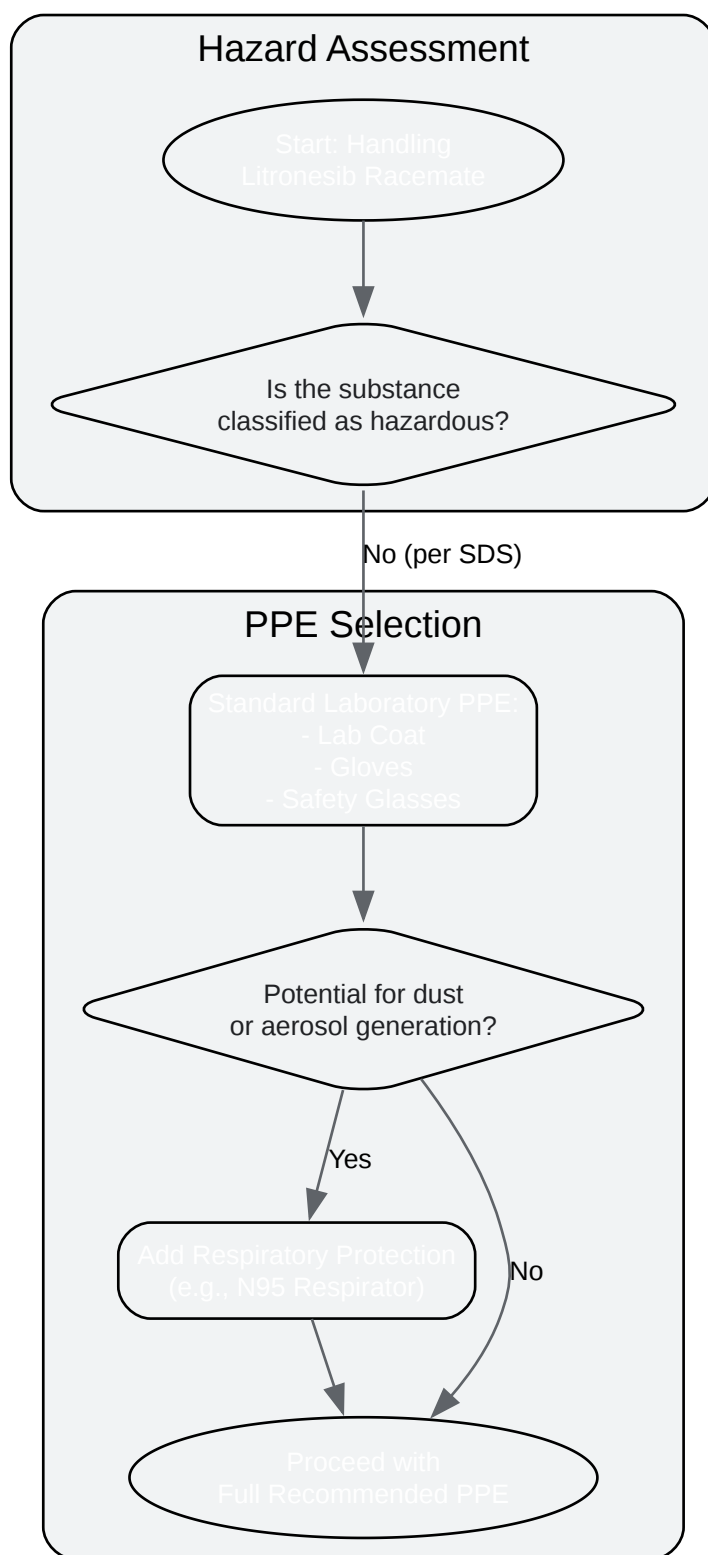 Hazard Assessment
Start: Handling
Litronesib Racemate
Is the substance
classified as hazardous?
No (per SDS)
PPE Selection
Standard Laboratory PPE:
- Lab Coat
- Gloves
- Safety Glasses
Potential for dust
or aerosol generation?
Yes
Add Respiratory Protection
(e.g., N95 Respirator)
No
Proceed with
Full Recommended PPE